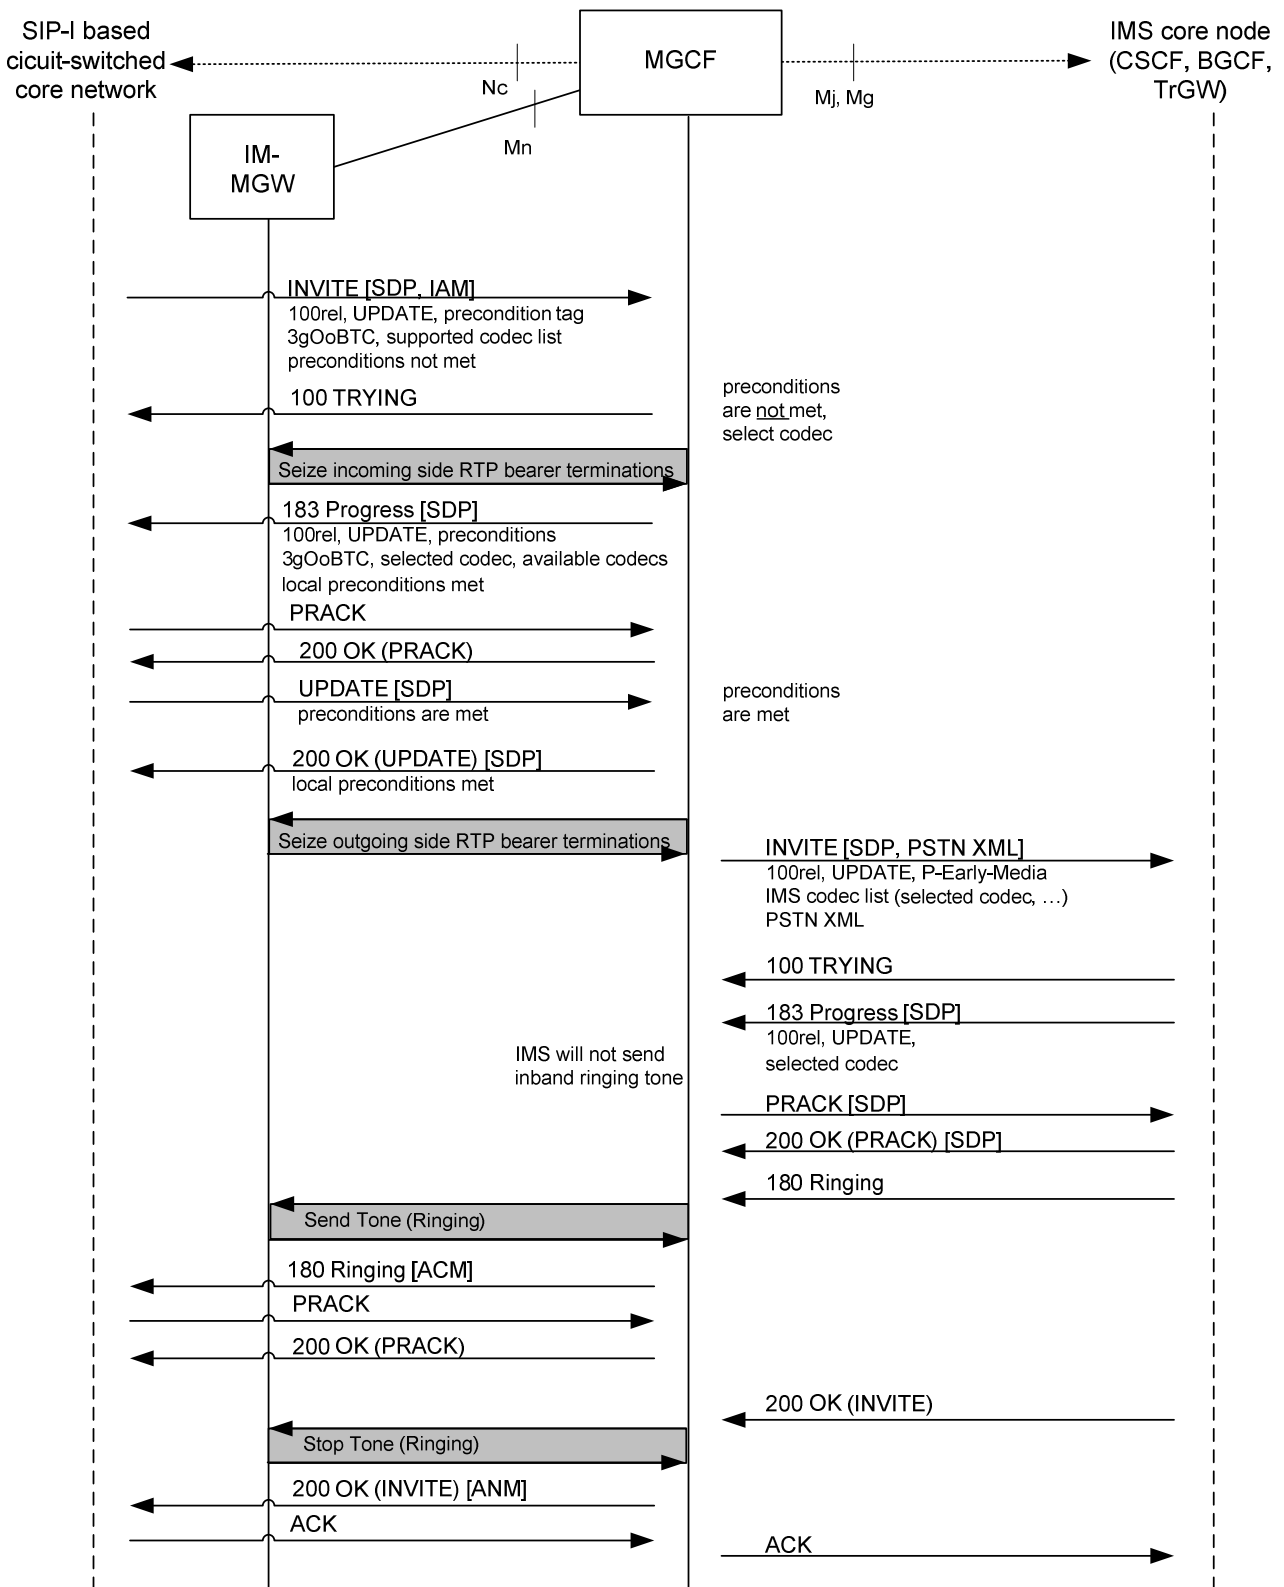 SIP-I based
cicuit-switched
core network
MGCF
IMS core node
(CSCF, BGCF,
TrGW)
Nc
Mj, Mg
Mn
IM-
MGW
INVITE [SDP, IAM]
100rel, UPDATE, precondition tag
3gOoBTC, supported codec list
preconditions not met
100 TRYING
preconditions
are not met,
select codec
Seize incoming side RTP bearer terminations
183 Progress [SDP]
100rel, UPDATE, preconditions
3gOoBTC, selected codec, available codecs
local preconditions met
PRACK
200 OK (PRACK)
UPDATE [SDP]
preconditions are met
preconditions
are met
200 OK (UPDATE) [SDP]
local preconditions met
Seize outgoing side RTP bearer terminations
INVITE [SDP, PSTN XML]
100rel, UPDATE, P-Early-Media
IMS codec list (selected codec, …)
PSTN XML
100 TRYING
183 Progress [SDP]
100rel, UPDATE,
selected codec
IMS will not send
inband ringing tone
PRACK [SDP]
200 OK (PRACK) [SDP]
180 Ringing
Send Tone (Ringing)
180 Ringing [ACM]
PRACK
200 OK (PRACK)
200 OK (INVITE)
Stop Tone (Ringing)
200 OK (INVITE) [ANM]
ACK
ACK